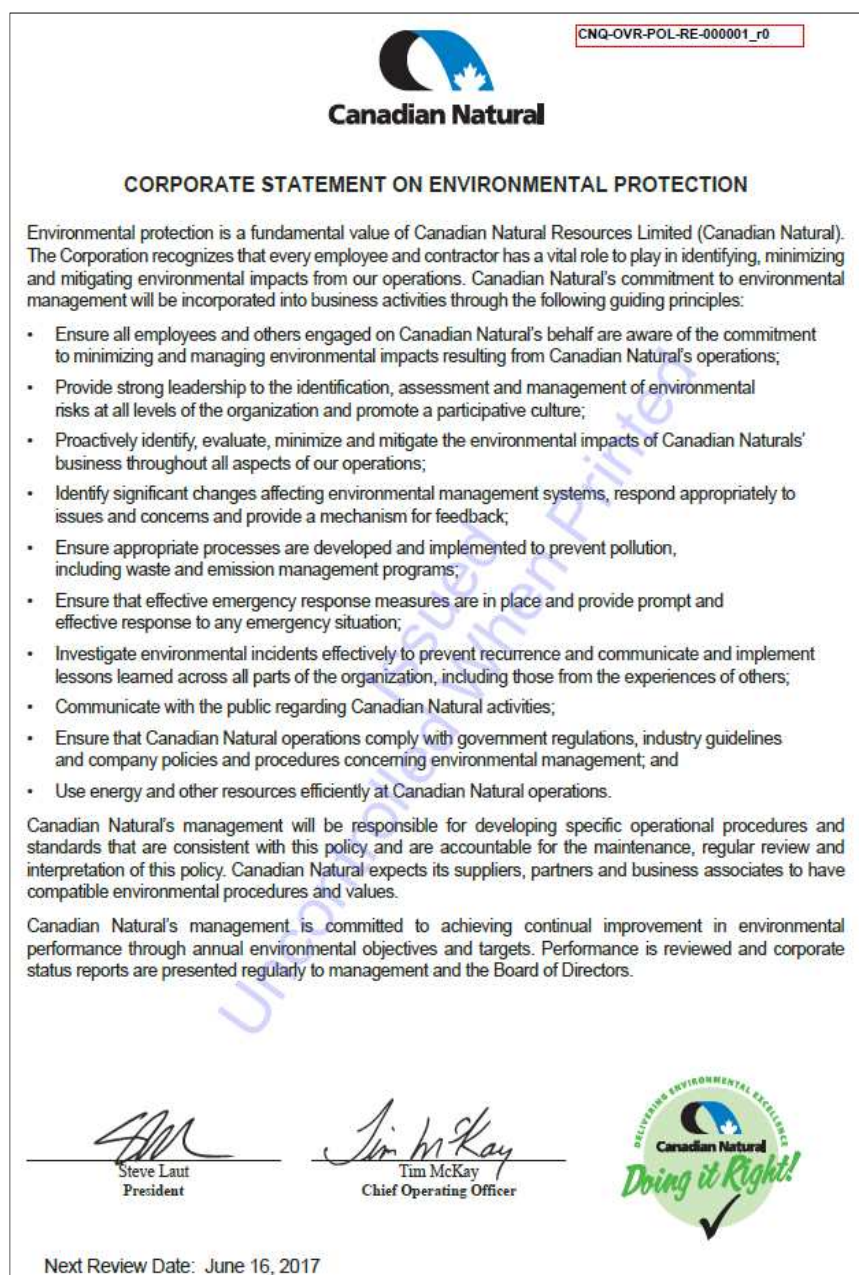 CNQ-OVR-POL-RE-000001_r0
Canadian Natural
CORPORATE STATEMENT ON ENVIRONMENTAL PROTECTION
Environmental protection is a fundamental value of Canadian Natural Resources Limited (Canadian Natural).
The Corporation recognizes that every employee and contractor has a vital role to play in identifying, minimizing
and mitigating environmental impacts from our operations. Canadian Natural's commitment to environmental
management will be incorporated into business activities through the following guiding principles:
• Ensure all employees and others engaged on Canadian Natural's behalf are aware of the commitment
to minimizing and managing environmental impacts resulting from Canadian Natural's operations;
• Provide strong leadership to the identification, assessment and management of environmental
risks at all levels of the organization and promote a participative culture;
• Proactively identify, evaluate, minimize and mitigate the environmental impacts of Canadian Naturals'
business throughout all aspects of our operations;
• Identify significant changes affecting environmental management systems, respond appropriately to
issues and concerns and provide a mechanism for feedback;
• Ensure appropriate processes are developed and implemented to prevent pollution,
including waste and emission management programs;
• Ensure that effective emergency response measures are in place and provide prompt and
effective response to any emergency situation;
• Investigate environmental incidents effectively to prevent recurrence and communicate and implement
lessons learned across all parts of the organization, including those from the experiences of others;
• Communicate with the public regarding Canadian Natural activities;
• Ensure that Canadian Natural operations comply with government regulations, industry guidelines
and company policies and procedures concerning environmental management; and
• Use energy and other resources efficiently at Canadian Natural operations.
Canadian Natural's management will be responsible for developing specific operational procedures and
standards that are consistent with this policy and are accountable for the maintenance, regular review and
interpretation of this policy. Canadian Natural expects its suppliers, partners and business associates to have
compatible environmental procedures and values.
Canadian Natural's management is committed to achieving continual improvement in environmental
performance through annual environmental objectives and targets. Performance is reviewed and corporate
status reports are presented regularly to management and the Board of Directors.
Issued
Uncontrolled When Printed
Tim McKay
Steve Laut
President
Tim McKay
Chief Operating Officer
DELIVERING ENVIRONMENTAL EXCELLENCE
Canadian Natural
Doing it Right!
Next Review Date: June 16, 2017